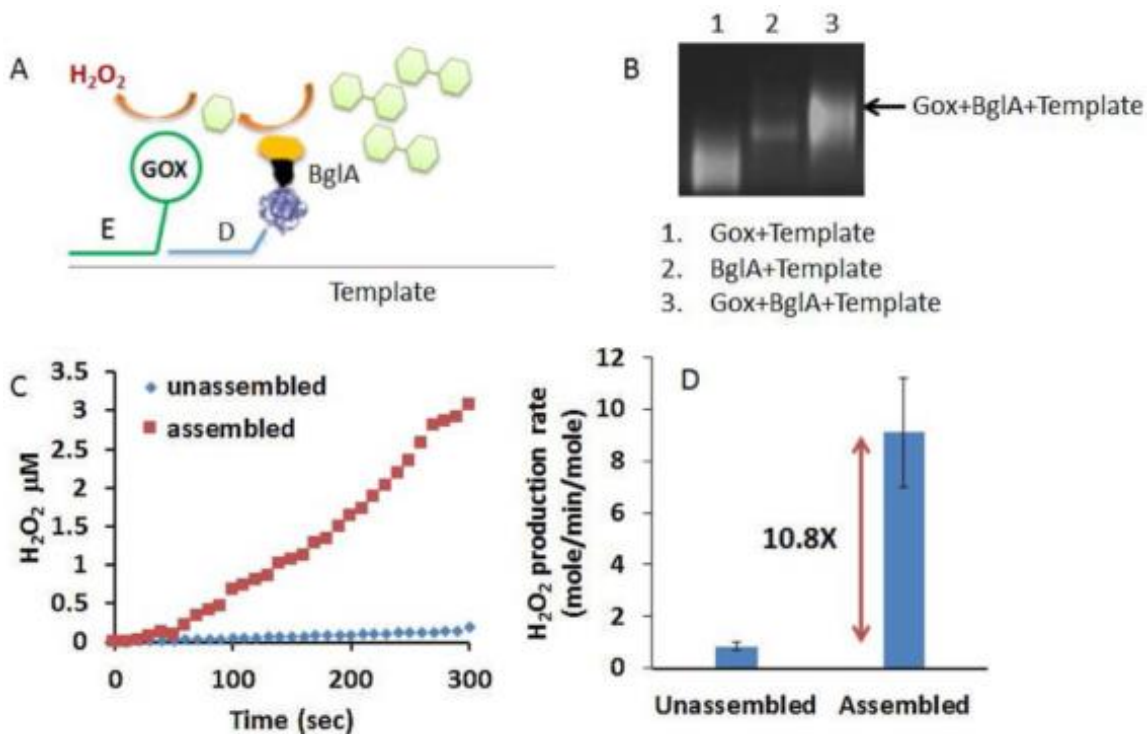 A
H₂O₂
GOX
BglA
E
D
Template
B
1 2 3
Gox+BglA+Template
1. Gox+Template
2. BglA+Template
3. Gox+BglA+Template
C
3.5
3
2.5
2
1.5
1
0.5
0
H₂O₂ µM
unassembled
assembled
0 100 200 300
Time (sec)
D
12
10
8
6
4
2
0
H₂O₂ production rate
(mole/min/mole)
10.8X
Unassembled Assembled